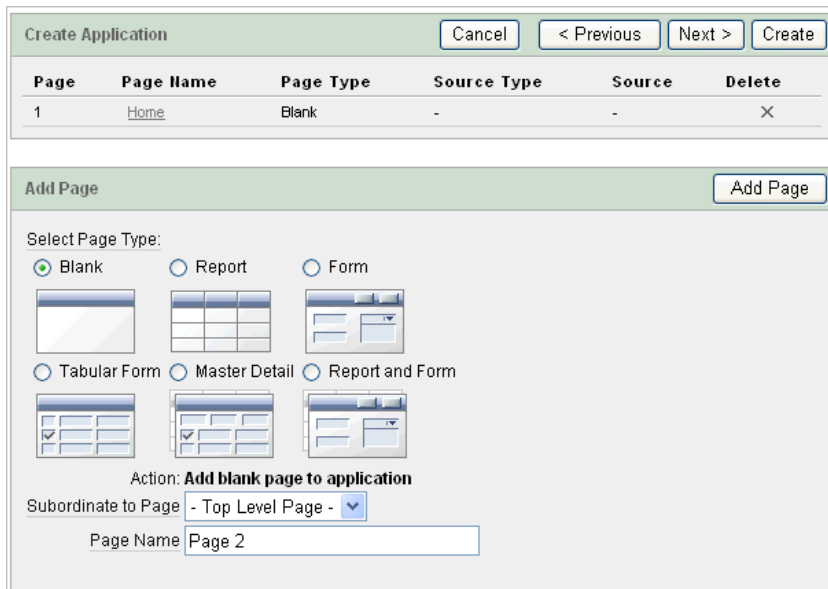 Create Application Cancel < Previous Next > Create
Page Page Name Page Type Source Type Source Delete
1 Home Blank - -
Add Page Add Page
Select Page Type:
Blank Report Form
Tabular Form Master Detail Report and Form
Action: Add blank page to application
Subordinate to Page - Top Level Page -
Page Name Page 2